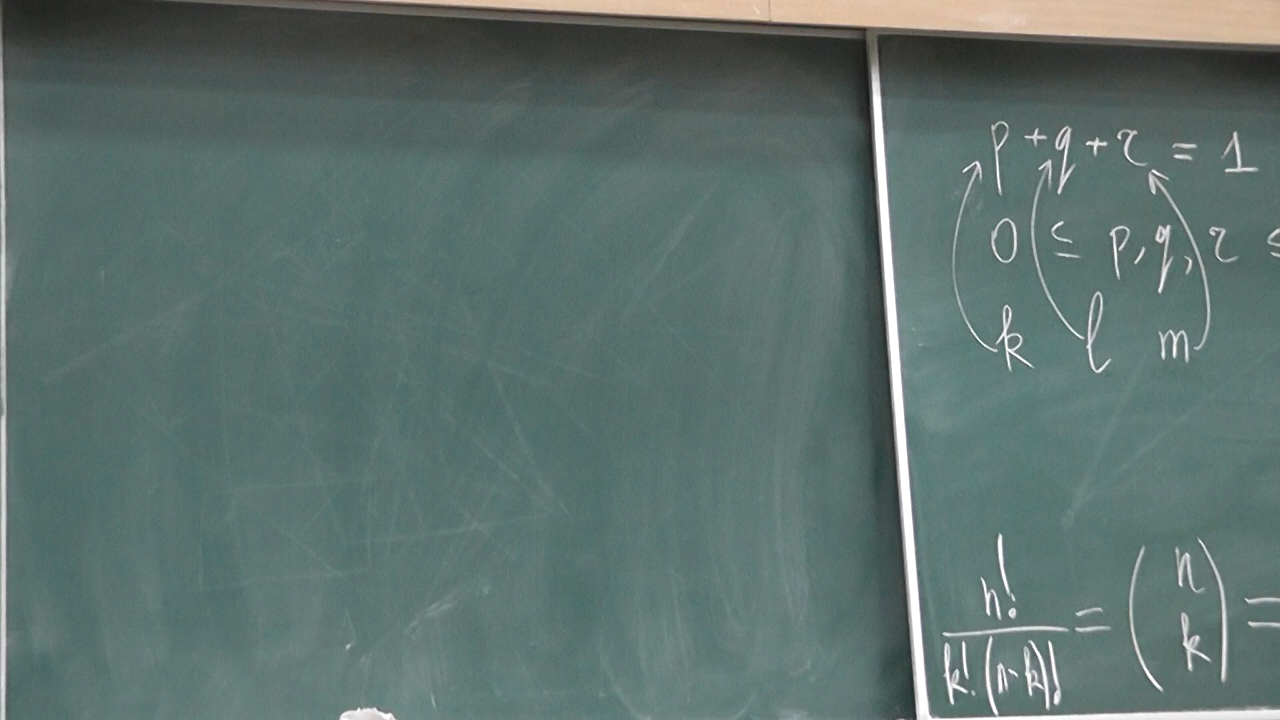 p + q + r = 1
0 ≤ p, q, r ≤
k l m
n! / k! · (n-k)! = (n k) =